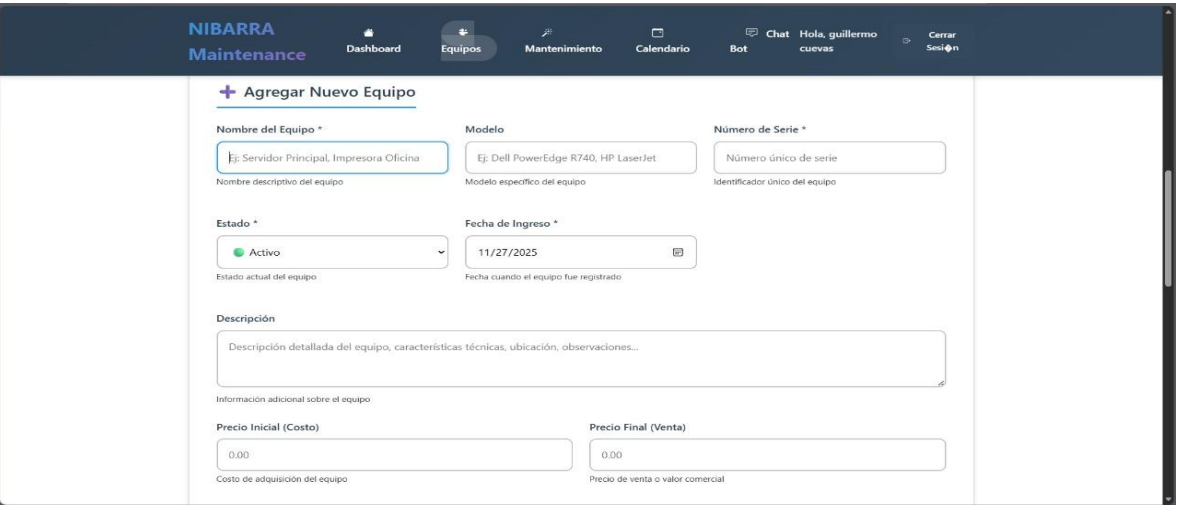 NIBARRA
Maintenance
Dashboard
Equipos
Mantenimiento
Calendario
Chat
Bot
Hola, guillermo
cuevas
Cerrar
Sesi�n
Agregar Nuevo Equipo
Nombre del Equipo * Modelo Número de Serie *
Ej: Servidor Principal, Impresora Oficina Ej: Dell PowerEdge R740, HP LaserJet Número único de serie
Nombre descriptivo del equipo Modelo específico del equipo Identificador único del equipo
Estado * Fecha de Ingreso *
Activo 11/27/2025
Estado actual del equipo Fecha cuando el equipo fue registrado
Descripción
Descripción detallada del equipo, características técnicas, ubicación, observaciones...
Información adicional sobre el equipo
Precio Inicial (Costo) Precio Final (Venta)
0.00 0.00
Costo de adquisición del equipo Precio de venta o valor comercial